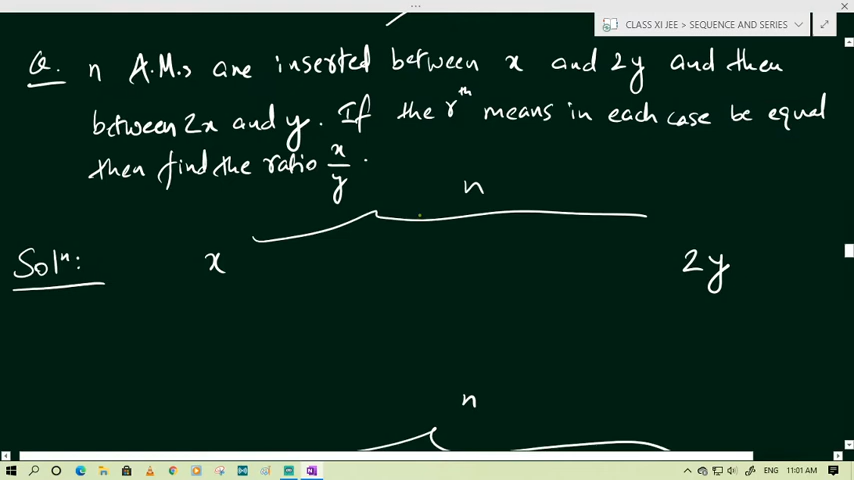 CLASS XI JEE > SEQUENCE AND SERIES
Q. n A.M.s are inserted between x and 2y and then
between 2x and y. If the rth means in each case be equal
then find the ratio x/y.
n
Soln: x 2y
n
ENG 11:01 AM